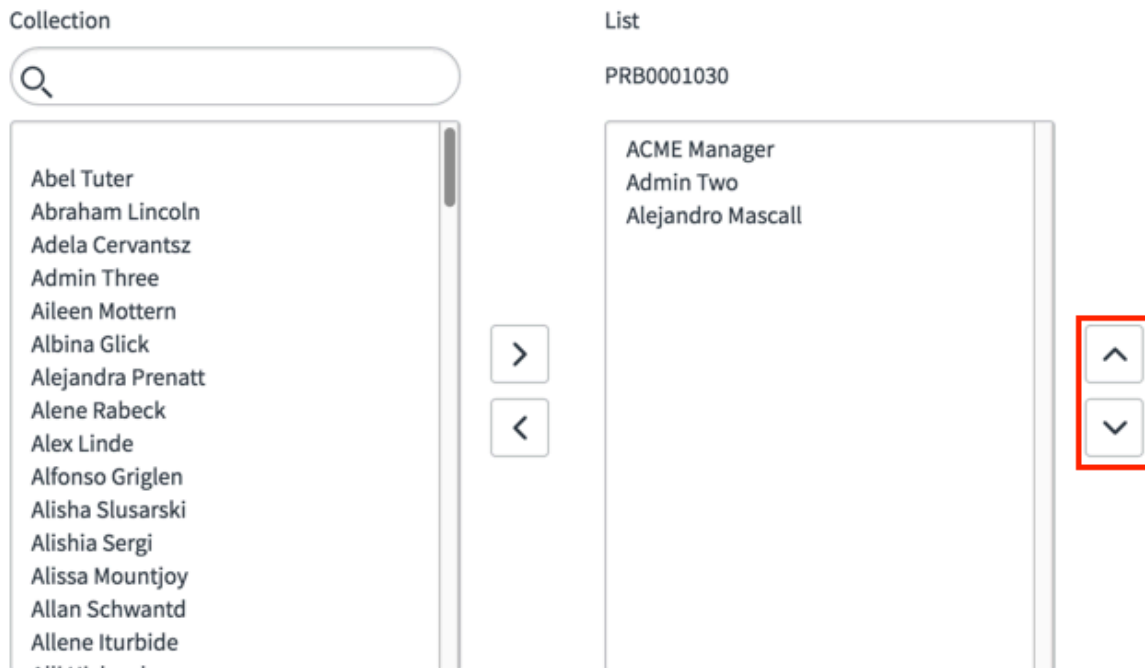 Collection
Abel Tuter
Abraham Lincoln
Adela Cervantsz
Admin Three
Aileen Mottern
Albina Glick
Alejandra Prenatt
Alene Rabeck
Alex Linde
Alfonso Griglen
Alisha Slusarski
Alishia Sergi
Alissa Mountjoy
Allan Schwantd
Allene Iturbide
List
PRB0001030
ACME Manager
Admin Two
Alejandro Mascall